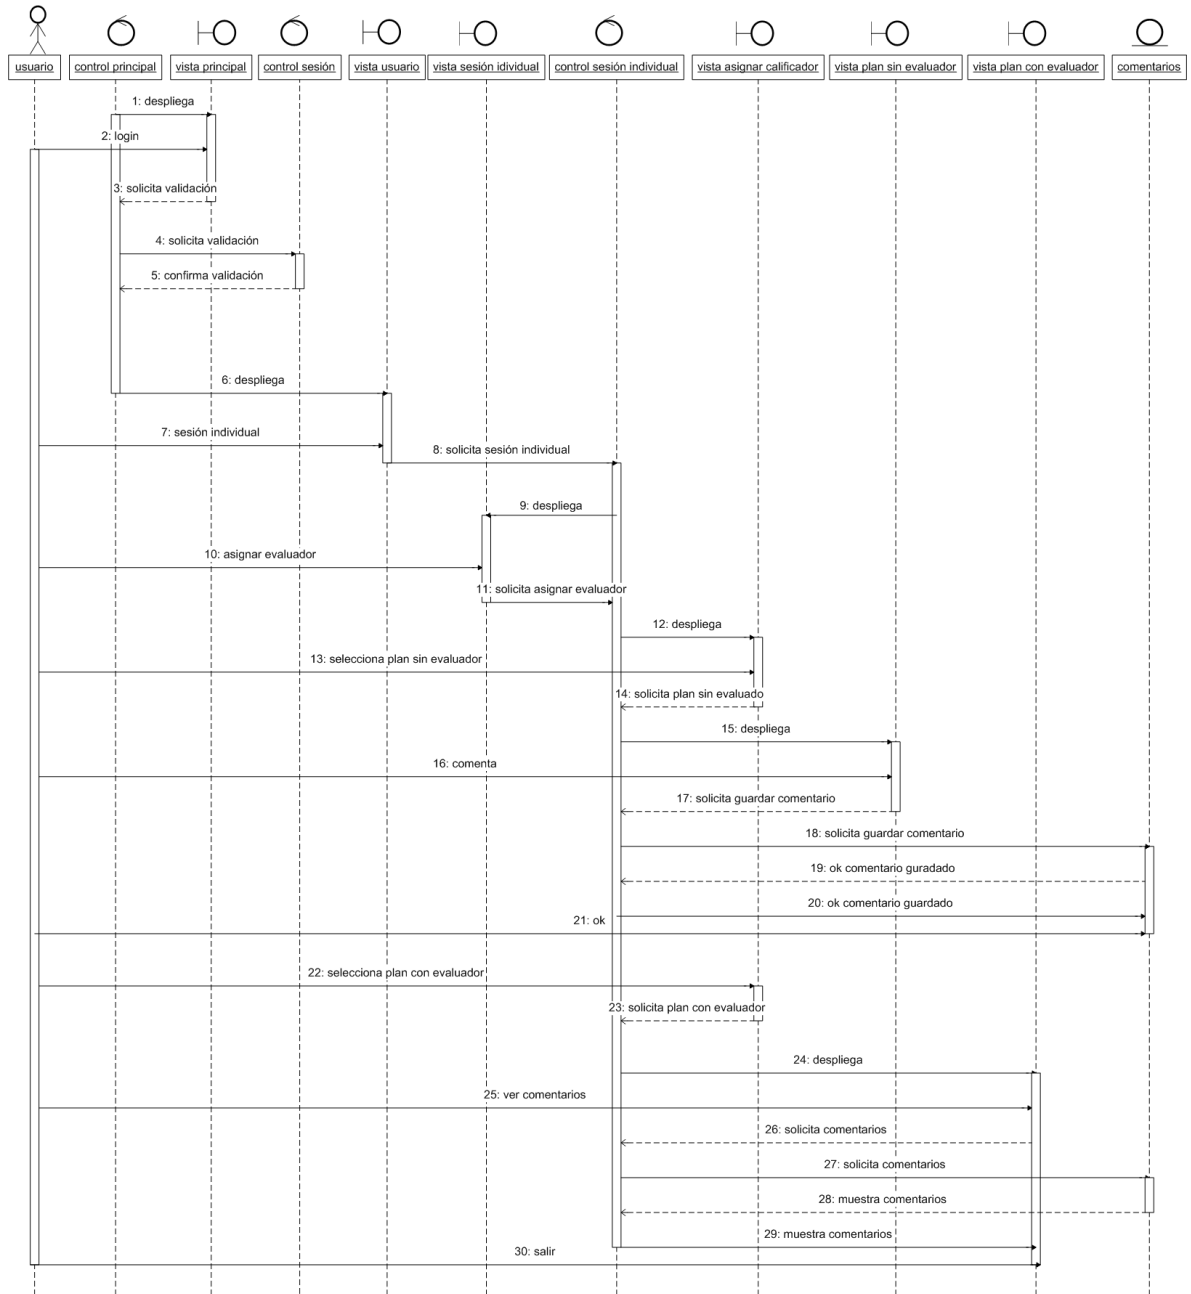 usuario
control principal
vista principal
control sesión
vista usuario
vista sesión idividual
control sesión individual
vista asignar calificador
vista plan sin evaluador
vista plan con evaluador
comentarios
1: despliega
2: login
3: solicita validación
4: solicita validación
5: confirma validación
6: despliega
7: sesión individual
8: solicita sesión individual
9: despliega
10: asignar evaluador
11: solicita asignar evaluador
12: despliega
13: selecciona plan sin evaluador
14: solicita plan sin evaluado
15: despliega
16: comenta
17: solicita guardar comentario
18: solicita guardar comentario
19: ok comentario guradado
20: ok comentario guardado
21: ok
22: selecciona plan con evaluador
23: solicita plan con evaluador
24: despliega
25: ver comentarios
26: solicita comentarios
27: solicita comentarios
28: muestra comentarios
29: muestra comentarios
30: salir